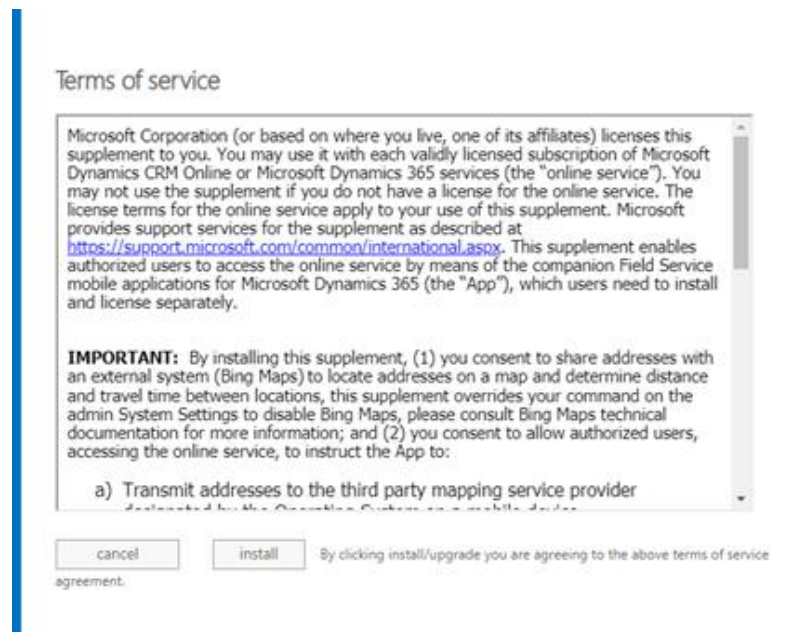 Terms of service
Microsoft Corporation (or based on where you live, one of its affiliates) licenses this
supplement to you. You may use it with each validly licensed subscription of Microsoft
Dynamics CRM Online or Microsoft Dynamics 365 services (the "online service"). You
may not use the supplement if you do not have a license for the online service. The
license terms for the online service apply to your use of this supplement. Microsoft
provides support services for the supplement as described at
https://support.microsoft.com/common/international.aspx. This supplement enables
authorized users to access the online service by means of the companion Field Service
mobile applications for Microsoft Dynamics 365 (the "App"), which users need to install
and license separately.
IMPORTANT: By installing this supplement, (1) you consent to share addresses with
an external system (Bing Maps) to locate addresses on a map and determine distance
and travel time between locations, this supplement overrides your command on the
admin System Settings to disable Bing Maps, please consult Bing Maps technical
documentation for more information; and (2) you consent to allow authorized users,
accessing the online service, to instruct the App to:
a) Transmit addresses to the third party mapping service provider
designated by the Operating System on a mobile device
cancel install By clicking install/upgrade you are agreeing to the above terms of service
agreement.